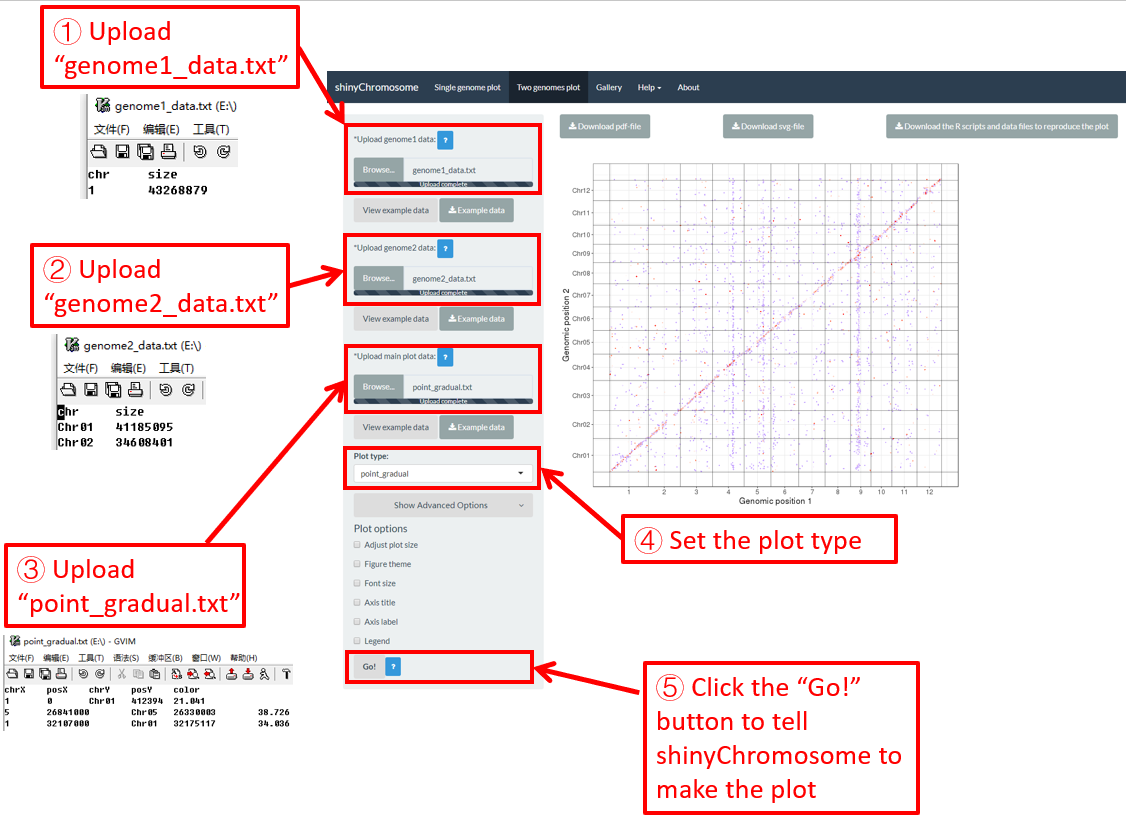 ① Upload
“genome1_data.txt”
genome1_data.txt (E:\)
文件(F) 编辑(E) 工具(T)
chr size
1 43268879
② Upload
“genome2_data.txt”
genome2_data.txt (E:\)
文件(F) 编辑(E) 工具(T)
chr size
Chr01 41185095
Chr02 34608401
③ Upload
“point_gradual.txt”
point_gradual.txt (E:\) - GVIM
文件(F) 编辑(E) 工具(T) 语法(S) 缓冲区(B) 窗口(W) 帮助(H)
chrX posX chrY posY color
1 0 Chr01 412394 21.041
5 26841000 Chr05 26330003 38.726
1 32107000 Chr01 32175117 34.036
shinyChromosome Single genome plot Two genomes plot Gallery Help About
*Upload genome1 data: ?
Browse... genome1_data.txt
Upload complete
View example data Example data
*Upload genome2 data: ?
Browse... genome2_data.txt
Upload complete
View example data Example data
*Upload main plot data: ?
Browse... point_gradual.txt
Upload complete
View example data Example data
Plot type:
point_gradual
Show Advanced Options
Plot options
Adjust plot size
Figure theme
Font size
Axis title
Axis label
Legend
Go! ?
Download pdf-file Download svg-file Download the R scripts and data files to reproduce the plot
Genomic position 2
Chr12
Chr11
Chr10
Chr09
Chr08
Chr07
Chr06
Chr05
Chr04
Chr03
Chr02
Chr01
1 2 3 4 5 6 7 8 9 10 11 12
Genomic position 1
④ Set the plot type
⑤ Click the “Go!”
button to tell
shinyChromosome to
make the plot